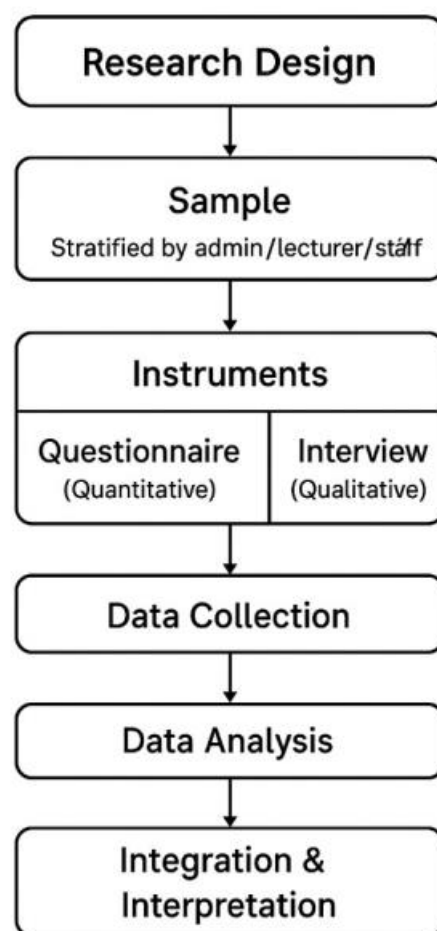 Research Design
Sample
Stratified by admin/lecturer/staff
Instruments
Questionnaire
(Quantitative)
Interview
(Qualitative)
Data Collection
Data Analysis
Integration &
Interpretation